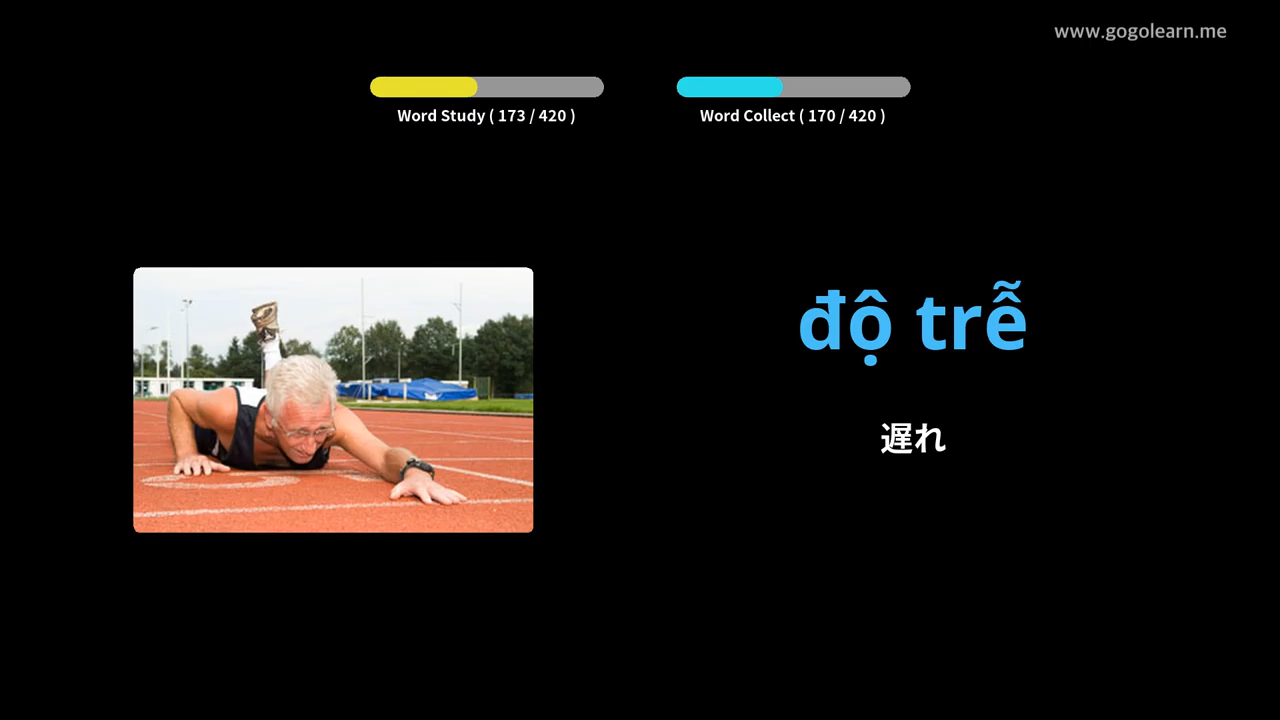 www.gogolearn.me
Word Study ( 173 / 420 )
Word Collect ( 170 / 420 )
độ trễ
遅れ